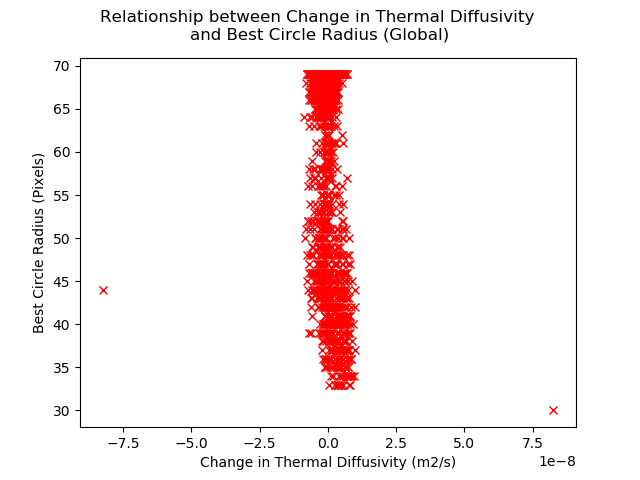 Relationship between Change in Thermal Diffusivity
and Best Circle Radius (Global)
70
65
60
55
50
45
40
35
30
Best Circle Radius (Pixels)
−7.5 −5.0 −2.5 0.0 2.5 5.0 7.5
1e−8
Change in Thermal Diffusivity (m2/s)